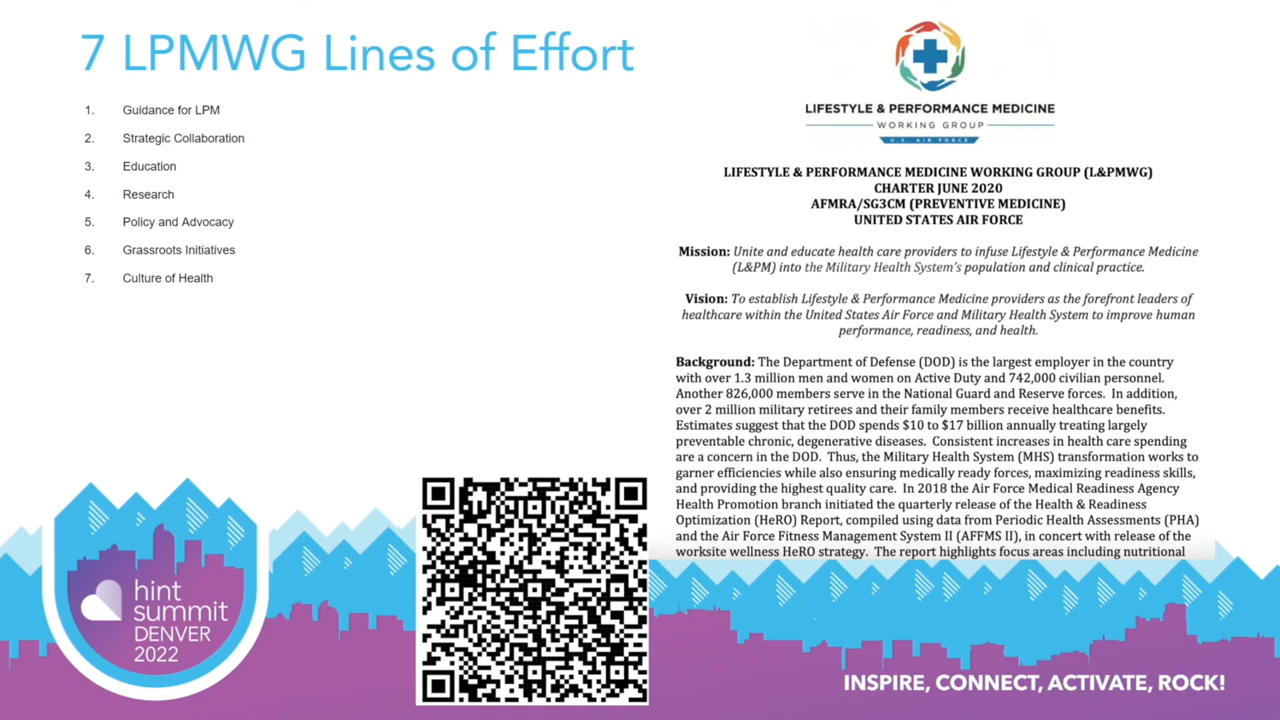 7 LPMWG Lines of Effort
1. Guidance for LPM
2. Strategic Collaboration
3. Education
4. Research
5. Policy and Advocacy
6. Grassroots Initiatives
7. Culture of Health
LIFESTYLE & PERFORMANCE MEDICINE
WORKING GROUP
U.S. AIR FORCE
LIFESTYLE & PERFORMANCE MEDICINE WORKING GROUP (L&PMWG)
CHARTER JUNE 2020
AFMRA/SG3CM (PREVENTIVE MEDICINE)
UNITED STATES AIR FORCE
Mission: Unite and educate health care providers to infuse Lifestyle & Performance Medicine
(L&PM) into the Military Health System's population and clinical practice.
Vision: To establish Lifestyle & Performance Medicine providers as the forefront leaders of
healthcare within the United States Air Force and Military Health System to improve human
performance, readiness, and health.
Background: The Department of Defense (DOD) is the largest employer in the country
with over 1.3 million men and women on Active Duty and 742,000 civilian personnel.
Another 826,000 members serve in the National Guard and Reserve forces. In addition,
over 2 million military retirees and their family members receive healthcare benefits.
Estimates suggest that the DOD spends $10 to $17 billion annually treating largely
preventable chronic, degenerative diseases. Consistent increases in health care spending
are a concern in the DOD. Thus, the Military Health System (MHS) transformation works to
garner efficiencies while also ensuring medically ready forces, maximizing readiness skills,
and providing the highest quality care. In 2018 the Air Force Medical Readiness Agency
Health Promotion branch initiated the quarterly release of the Health & Readiness
Optimization (HeRO) Report, compiled using data from Periodic Health Assessments (PHA)
and the Air Force Fitness Management System II (AFFMS II), in concert with release of the
worksite wellness HeRO strategy. The report highlights focus areas including nutritional
hint
summit
DENVER
2022
INSPIRE, CONNECT, ACTIVATE, ROCK!